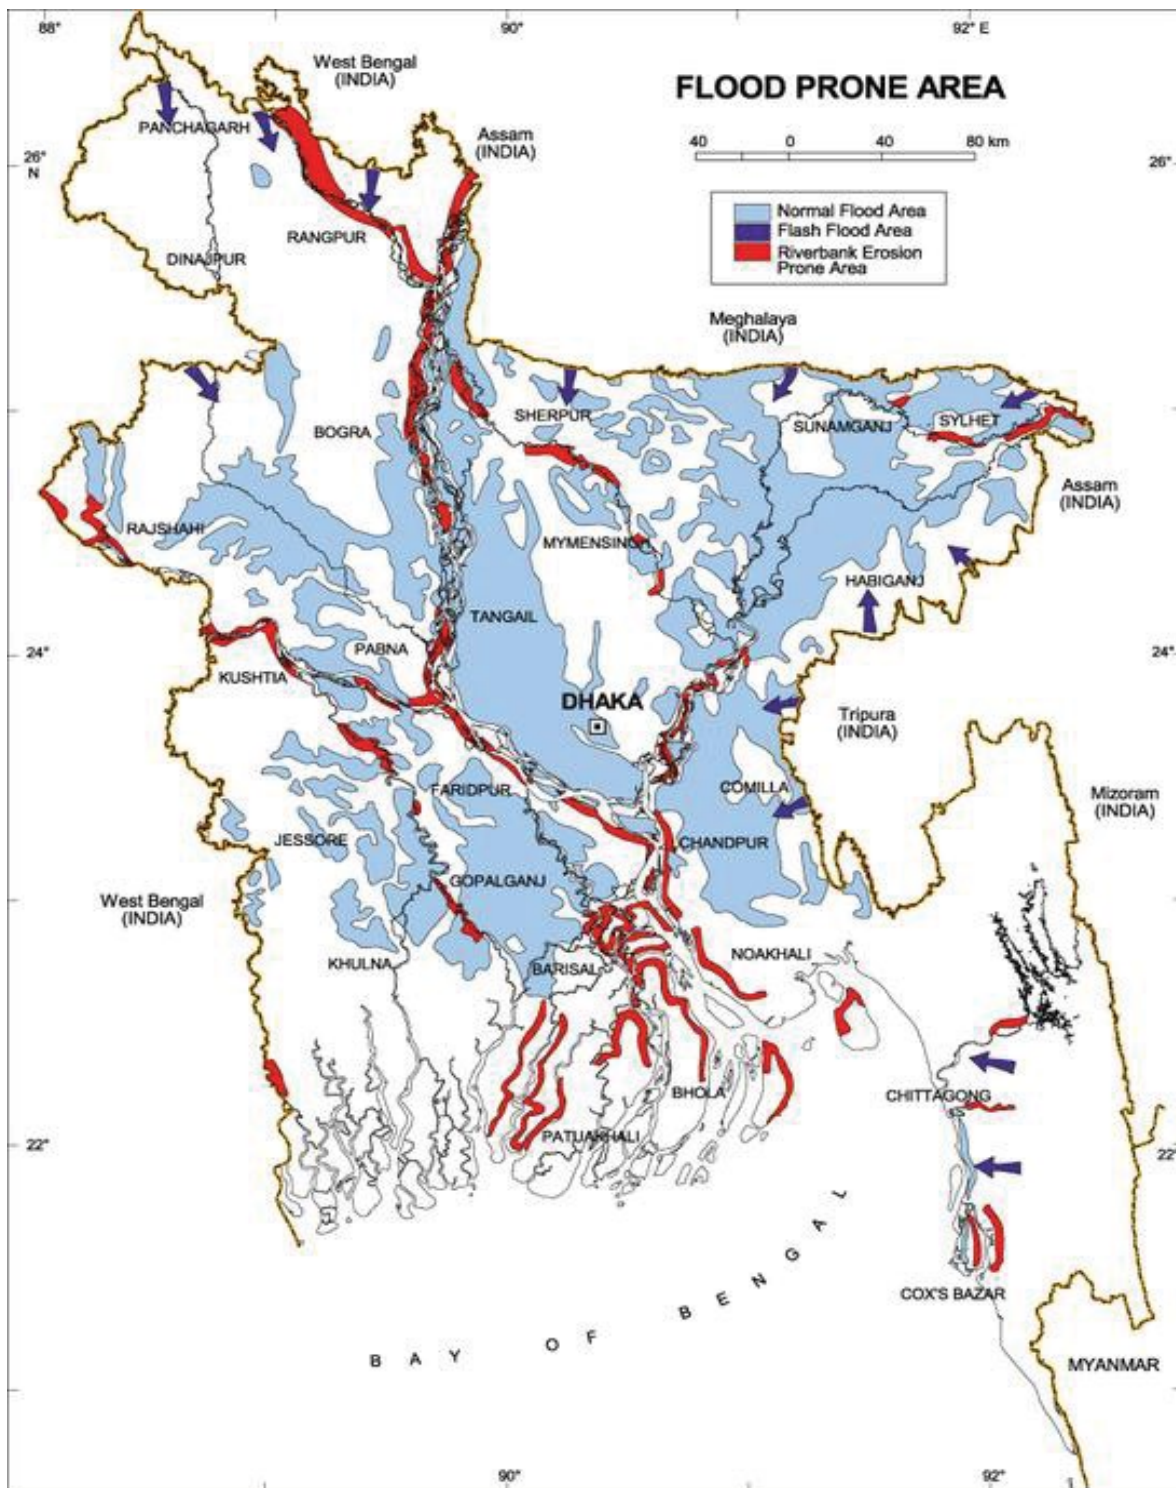 88°
90°
92° E
West Bengal
(INDIA)
FLOOD PRONE AREA
40 0 40 80 km
PANCHAGARH
Assam
(INDIA)
26°
N
26°
Normal Flood Area
Flash Flood Area
Riverbank Erosion
Prone Area
RANGPUR
DINAJPUR
Meghalaya
(INDIA)
SHERPUR
SUNAMGANJ
SYLHET
BOGRA
Assam
(INDIA)
RAJSHAHI
MYMENSINGH
HABIGANJ
TANGAIL
PABNA
24°
24°
KUSHTIA
DHAKA
Tripura
(INDIA)
FARIDPUR
COMILLA
Mizoram
(INDIA)
JESSORE
CHANDPUR
GOPALGANJ
West Bengal
(INDIA)
NOAKHALI
KHULNA
BARISAL
BHOLA
CHITTAGONG
PATUAKHALI
22°
22°
COX'S BAZAR
BAY OF BENGAL
MYANMAR
90°
92°